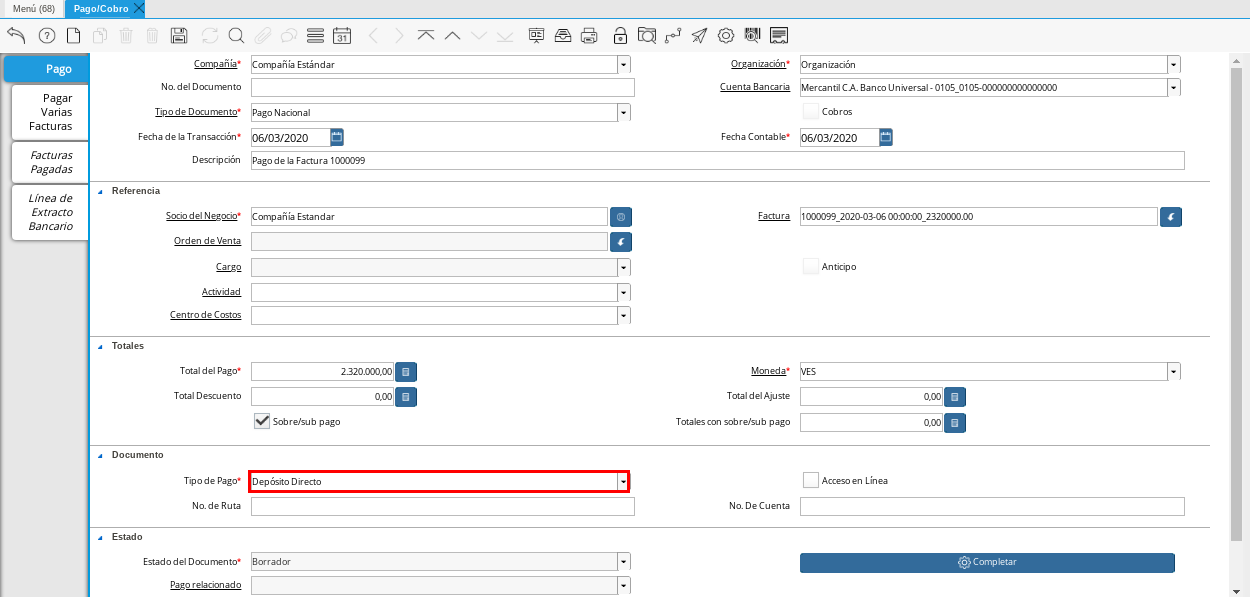 Menú (68)
Pago/Cobro
31
Pago
Pagar
Varias
Facturas
Facturas
Pagadas
Línea de
Extracto
Bancario
Compañía* Compañía Estándar
Organización* Organización
No. del Documento
Cuenta Bancaria Mercantil C.A. Banco Universal - 0105_0105-000000000000000
Tipo de Documento* Pago Nacional
Cobros
Fecha de la Transacción* 06/03/2020
Fecha Contable* 06/03/2020
Descripción Pago de la Factura 1000099
Referencia
Socio del Negocio* Compañía Estandar
Factura 1000099_2020-03-06 00:00:00_2320000.00
Orden de Venta
Cargo
Anticipo
Actividad
Centro de Costos
Totales
Total del Pago* 2.320.000,00
Moneda* VES
Total Descuento 0,00
Total del Ajuste 0,00
Sobre/sub pago
Totales con sobre/sub pago 0,00
Documento
Tipo de Pago* Depósito Directo
Acceso en Línea
No. de Ruta
No. De Cuenta
Estado
Estado del Documento* Borrador
Completar
Pago relacionado